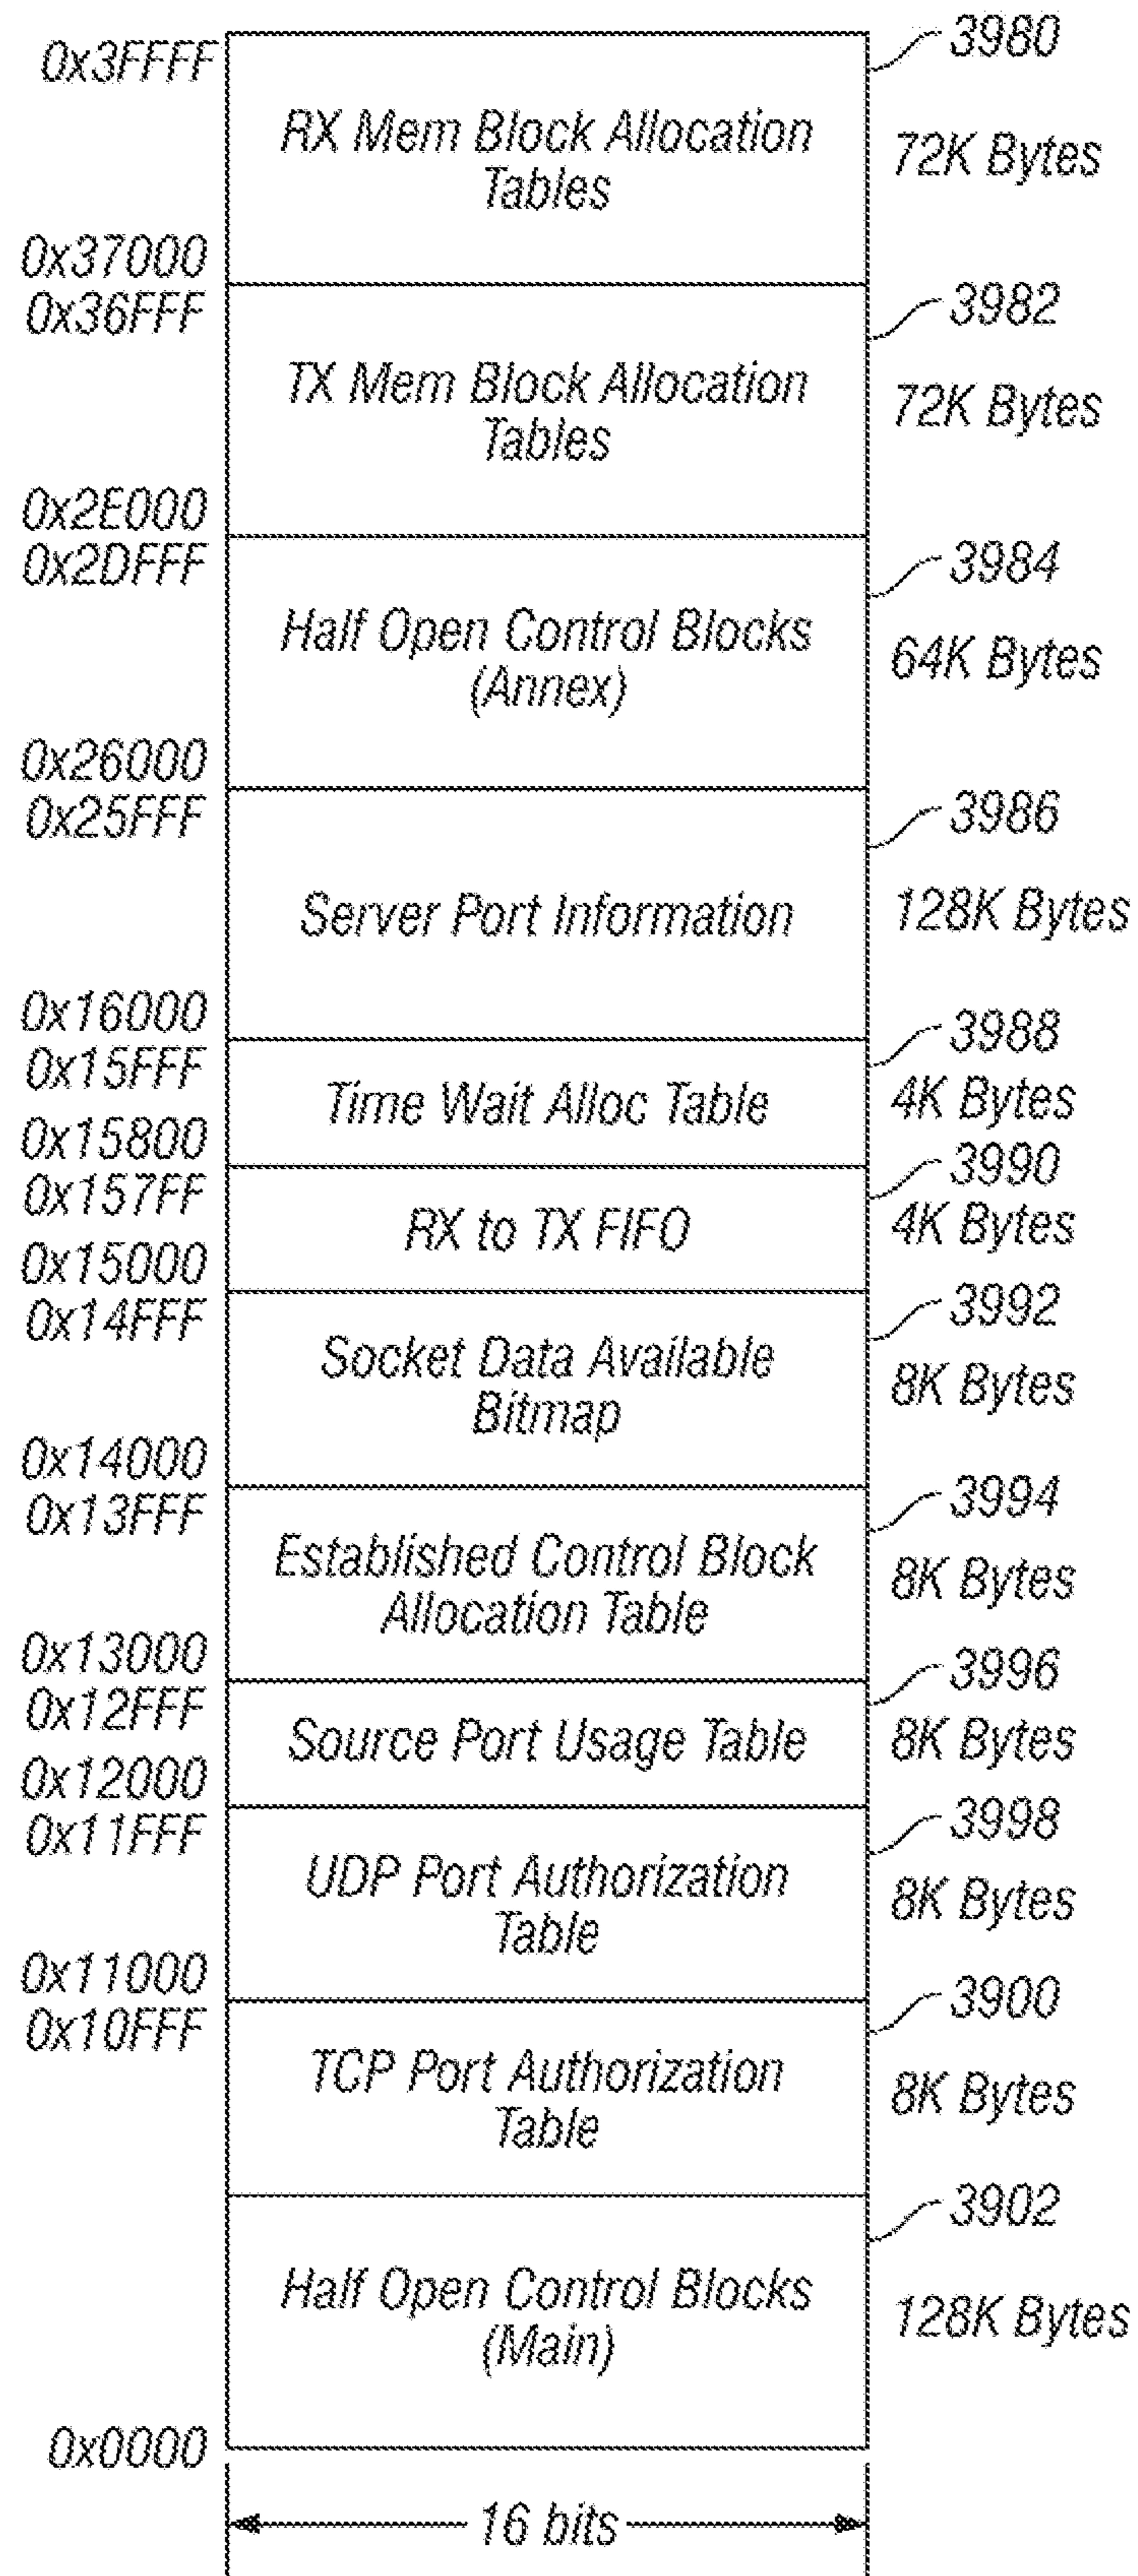 3980
0x3FFFF
RX Mem Block Allocation
Tables
72K Bytes
0x37000
0x36FFF
3982
TX Mem Block Allocation
Tables
72K Bytes
0x2E000
0x2DFFF
3984
Half Open Control Blocks
(Annex)
64K Bytes
0x26000
0x25FFF
3986
Server Port Information
128K Bytes
0x16000
0x15FFF
3988
Time Wait Alloc Table
4K Bytes
0x15800
0x157FF
3990
RX to TX FIFO
4K Bytes
0x15000
0x14FFF
3992
Socket Data Available
Bitmap
8K Bytes
0x14000
0x13FFF
3994
Established Control Block
Allocation Table
8K Bytes
0x13000
0x12FFF
3996
Source Port Usage Table
8K Bytes
0x12000
0x11FFF
3998
UDP Port Authorization
Table
8K Bytes
0x11000
0x10FFF
3900
TCP Port Authorization
Table
8K Bytes
3902
Half Open Control Blocks
(Main)
128K Bytes
0x0000
16 bits